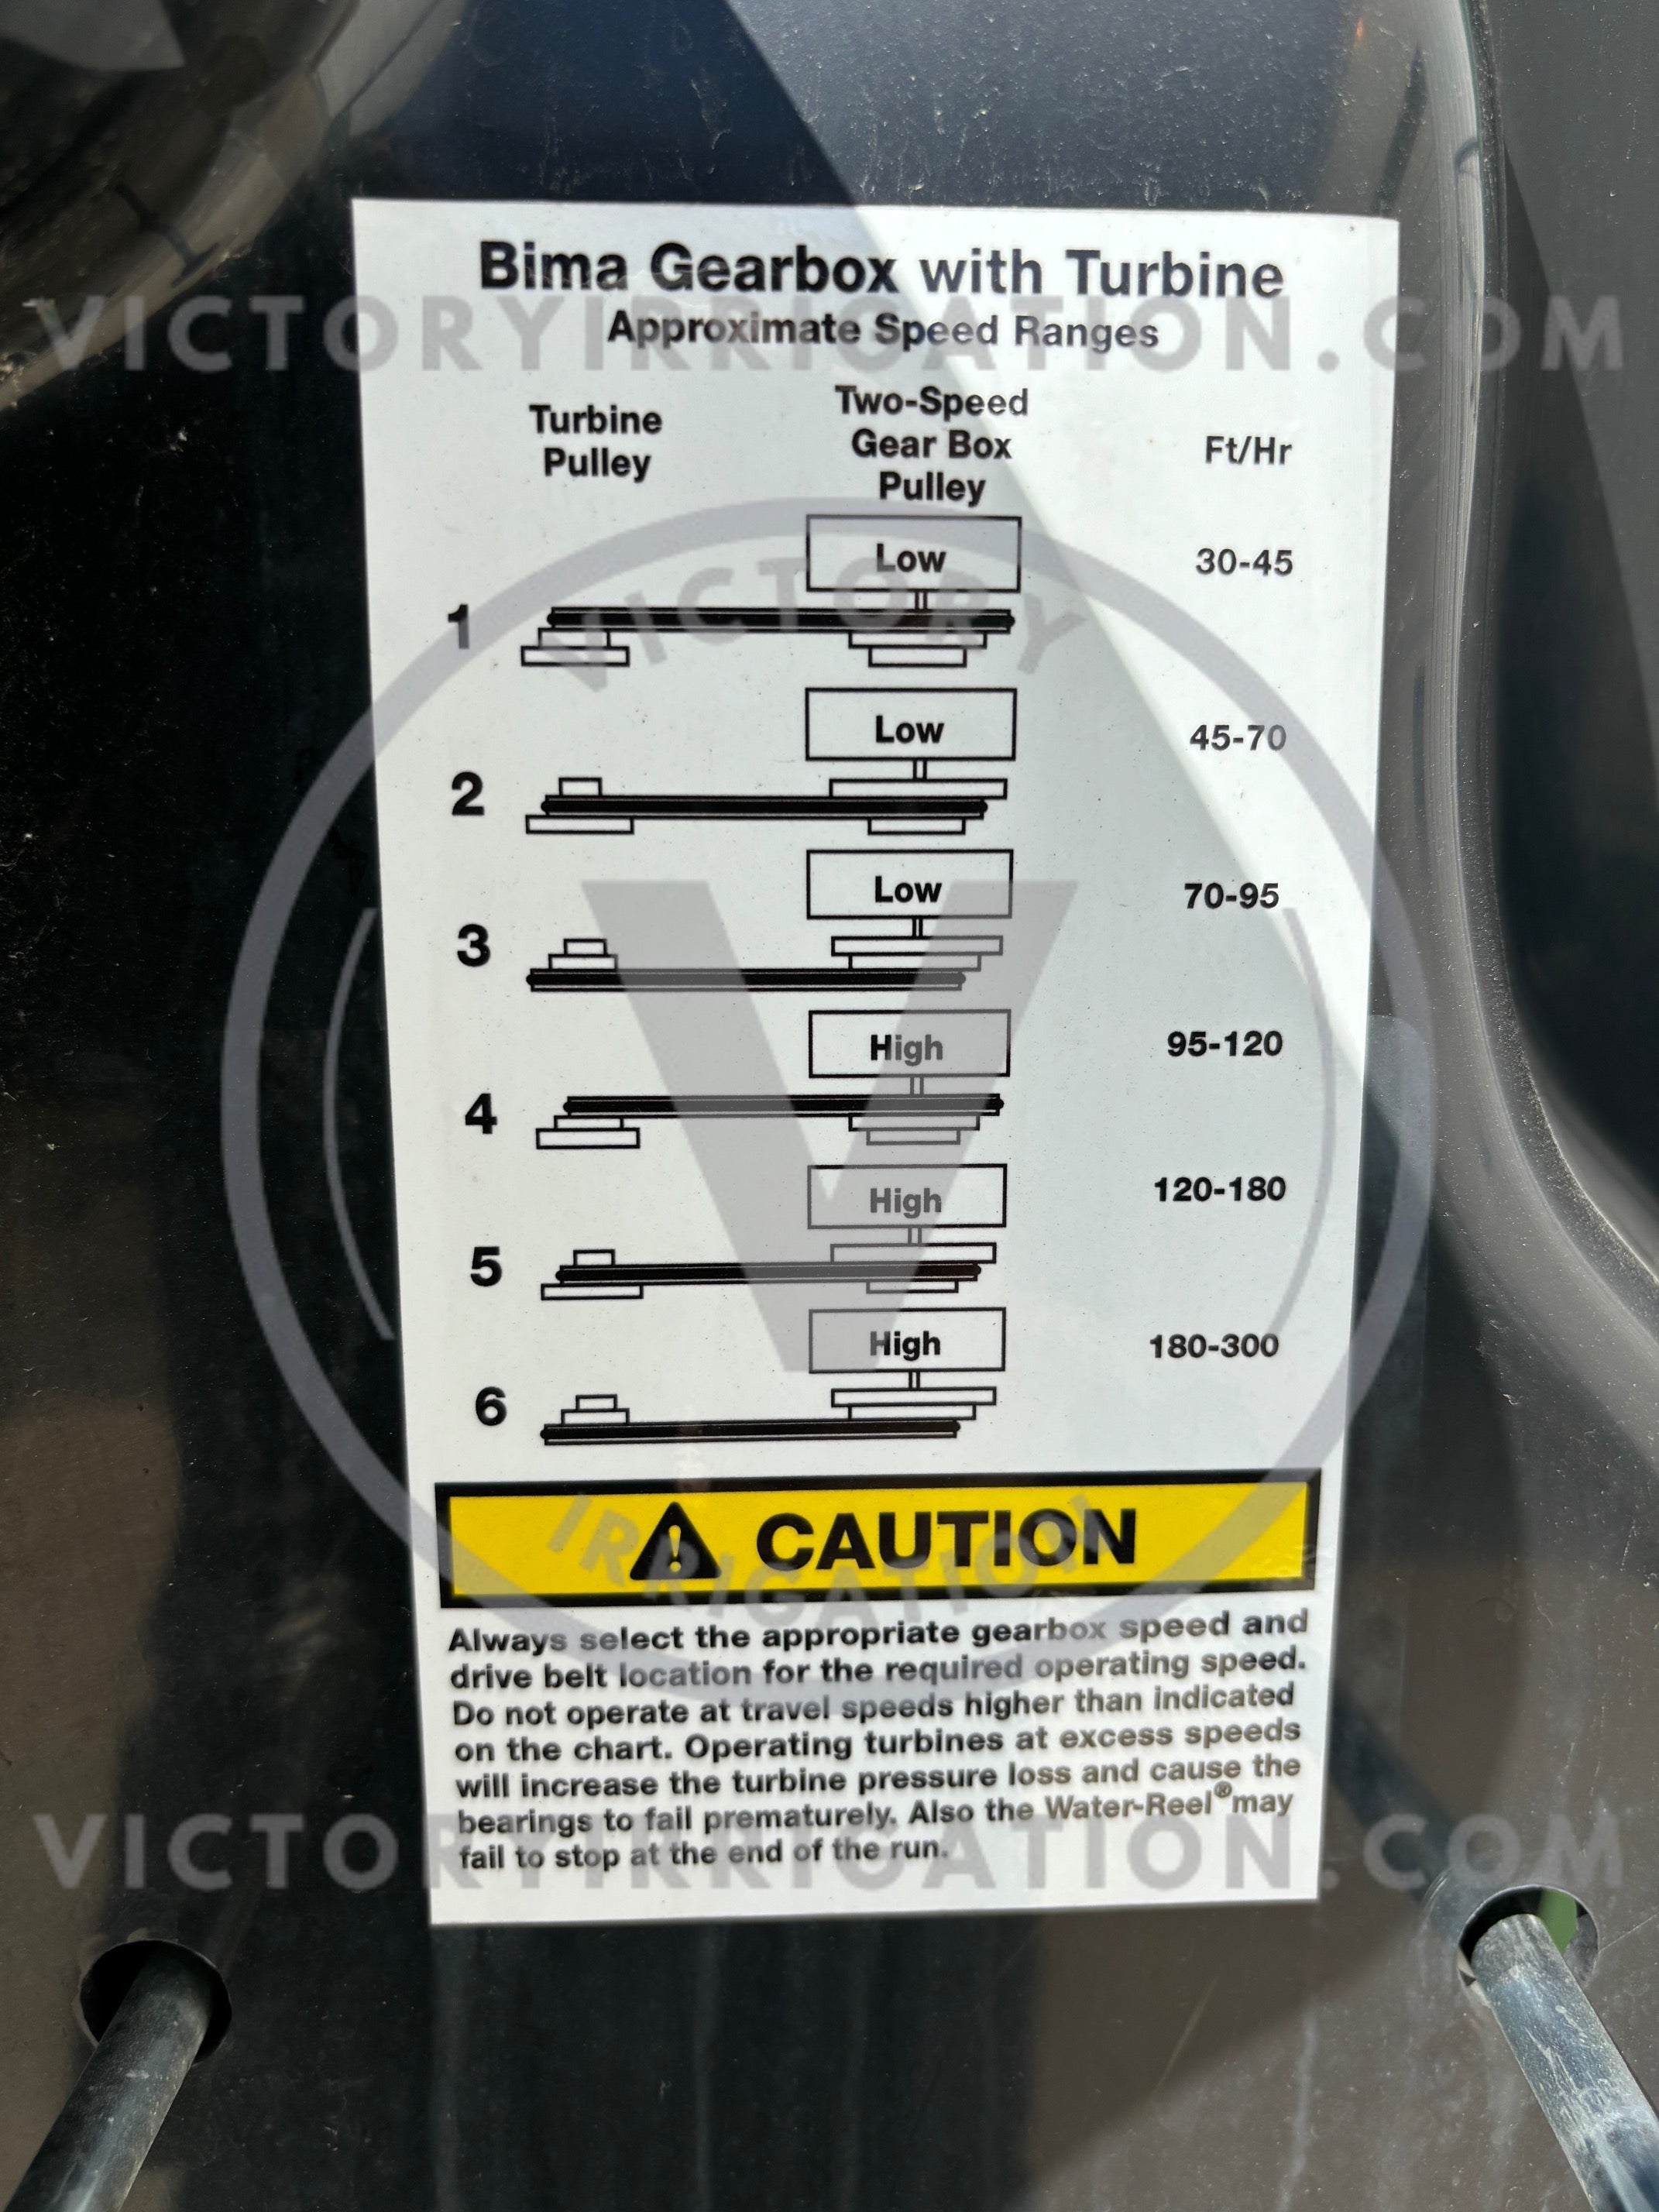 Bima Gearbox with Turbine
VICTORYIRRIGATION.COM
Approximate Speed Ranges
Turbine
Pulley
Two-Speed
Gear Box
Pulley
Ft/Hr
Low
30-45
VICTORY
1
Low
45-70
2
Low
70-95
3
V
High
95-120
4
High
120-180
5
High
180-300
6
CAUTION
IRRIGATION
Always select the appropriate gearbox speed and
drive belt location for the required operating speed.
Do not operate at travel speeds higher than indicated
on the chart. Operating turbines at excess speeds
will increase the turbine pressure loss and cause the
bearings to fail prematurely. Also the Water-Reel® may
fail to stop at the end of the run.
VICTORYIRRIGATION.COM